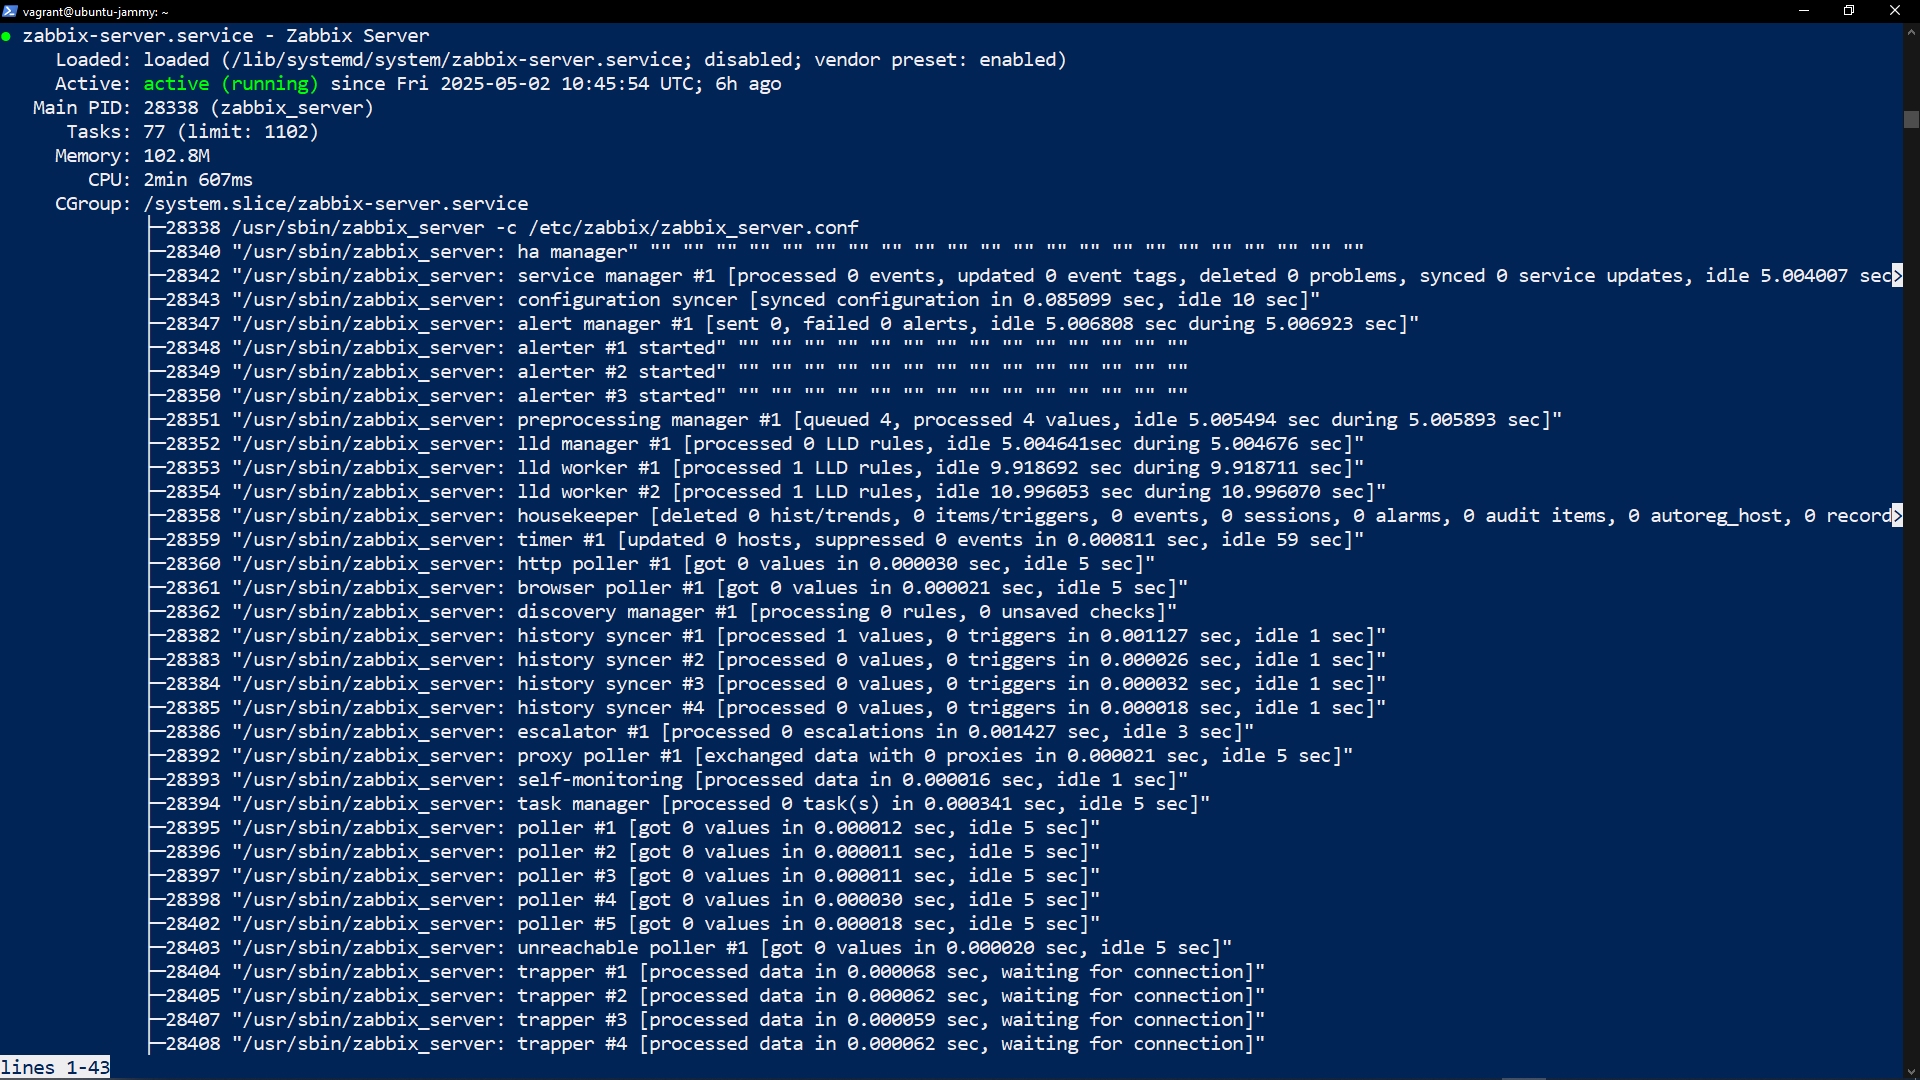 vagrant@ubuntu-jammy: ~
● zabbix-server.service - Zabbix Server
Loaded: loaded (/lib/systemd/system/zabbix-server.service; disabled; vendor preset: enabled)
Active: active (running) since Fri 2025-05-02 10:45:54 UTC; 6h ago
Main PID: 28338 (zabbix_server)
Tasks: 77 (limit: 1102)
Memory: 102.8M
CPU: 2min 607ms
CGroup: /system.slice/zabbix-server.service
├─28338 /usr/sbin/zabbix_server -c /etc/zabbix/zabbix_server.conf
├─28340 "/usr/sbin/zabbix_server: ha manager" "" "" "" "" "" "" "" "" "" "" "" "" "" "" "" "" "" "" "" "" "" ""
├─28342 "/usr/sbin/zabbix_server: service manager #1 [processed 0 events, updated 0 event tags, deleted 0 problems, synced 0 service updates, idle 5.004007 sec>
├─28343 "/usr/sbin/zabbix_server: configuration syncer [synced configuration in 0.085099 sec, idle 10 sec]"
├─28347 "/usr/sbin/zabbix_server: alert manager #1 [sent 0, failed 0 alerts, idle 5.006808 sec during 5.006923 sec]"
├─28348 "/usr/sbin/zabbix_server: alerter #1 started" "" "" "" "" "" "" "" "" "" "" "" "" "" ""
├─28349 "/usr/sbin/zabbix_server: alerter #2 started" "" "" "" "" "" "" "" "" "" "" "" "" "" ""
├─28350 "/usr/sbin/zabbix_server: alerter #3 started" "" "" "" "" "" "" "" "" "" "" "" "" "" ""
├─28351 "/usr/sbin/zabbix_server: preprocessing manager #1 [queued 4, processed 4 values, idle 5.005494 sec during 5.005893 sec]"
├─28352 "/usr/sbin/zabbix_server: lld manager #1 [processed 0 LLD rules, idle 5.004641sec during 5.004676 sec]"
├─28353 "/usr/sbin/zabbix_server: lld worker #1 [processed 1 LLD rules, idle 9.918692 sec during 9.918711 sec]"
├─28354 "/usr/sbin/zabbix_server: lld worker #2 [processed 1 LLD rules, idle 10.996053 sec during 10.996070 sec]"
├─28358 "/usr/sbin/zabbix_server: housekeeper [deleted 0 hist/trends, 0 items/triggers, 0 events, 0 sessions, 0 alarms, 0 audit items, 0 autoreg_host, 0 record>
├─28359 "/usr/sbin/zabbix_server: timer #1 [updated 0 hosts, suppressed 0 events in 0.000811 sec, idle 59 sec]"
├─28360 "/usr/sbin/zabbix_server: http poller #1 [got 0 values in 0.000030 sec, idle 5 sec]"
├─28361 "/usr/sbin/zabbix_server: browser poller #1 [got 0 values in 0.000021 sec, idle 5 sec]"
├─28362 "/usr/sbin/zabbix_server: discovery manager #1 [processing 0 rules, 0 unsaved checks]"
├─28382 "/usr/sbin/zabbix_server: history syncer #1 [processed 1 values, 0 triggers in 0.001127 sec, idle 1 sec]"
├─28383 "/usr/sbin/zabbix_server: history syncer #2 [processed 0 values, 0 triggers in 0.000026 sec, idle 1 sec]"
├─28384 "/usr/sbin/zabbix_server: history syncer #3 [processed 0 values, 0 triggers in 0.000032 sec, idle 1 sec]"
├─28385 "/usr/sbin/zabbix_server: history syncer #4 [processed 0 values, 0 triggers in 0.000018 sec, idle 1 sec]"
├─28386 "/usr/sbin/zabbix_server: escalator #1 [processed 0 escalations in 0.001427 sec, idle 3 sec]"
├─28392 "/usr/sbin/zabbix_server: proxy poller #1 [exchanged data with 0 proxies in 0.000021 sec, idle 5 sec]"
├─28393 "/usr/sbin/zabbix_server: self-monitoring [processed data in 0.000016 sec, idle 1 sec]"
├─28394 "/usr/sbin/zabbix_server: task manager [processed 0 task(s) in 0.000341 sec, idle 5 sec]"
├─28395 "/usr/sbin/zabbix_server: poller #1 [got 0 values in 0.000012 sec, idle 5 sec]"
├─28396 "/usr/sbin/zabbix_server: poller #2 [got 0 values in 0.000011 sec, idle 5 sec]"
├─28397 "/usr/sbin/zabbix_server: poller #3 [got 0 values in 0.000011 sec, idle 5 sec]"
├─28398 "/usr/sbin/zabbix_server: poller #4 [got 0 values in 0.000030 sec, idle 5 sec]"
├─28402 "/usr/sbin/zabbix_server: poller #5 [got 0 values in 0.000018 sec, idle 5 sec]"
├─28403 "/usr/sbin/zabbix_server: unreachable poller #1 [got 0 values in 0.000020 sec, idle 5 sec]"
├─28404 "/usr/sbin/zabbix_server: trapper #1 [processed data in 0.000068 sec, waiting for connection]"
├─28405 "/usr/sbin/zabbix_server: trapper #2 [processed data in 0.000062 sec, waiting for connection]"
├─28407 "/usr/sbin/zabbix_server: trapper #3 [processed data in 0.000059 sec, waiting for connection]"
├─28408 "/usr/sbin/zabbix_server: trapper #4 [processed data in 0.000062 sec, waiting for connection]"
lines 1-43